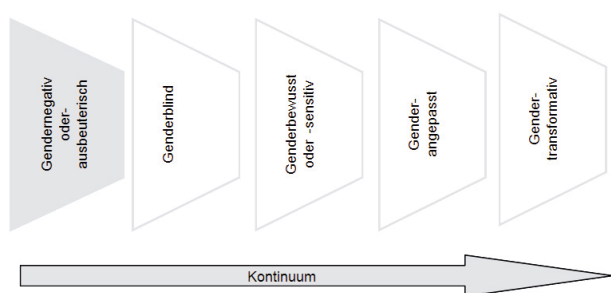 Gendernegativ
oder-
ausbeuterisch
Genderblind
Genderbewusst
oder -sensitiv
Gender-
angepasst
Gender-
transformativ
Kontinuum